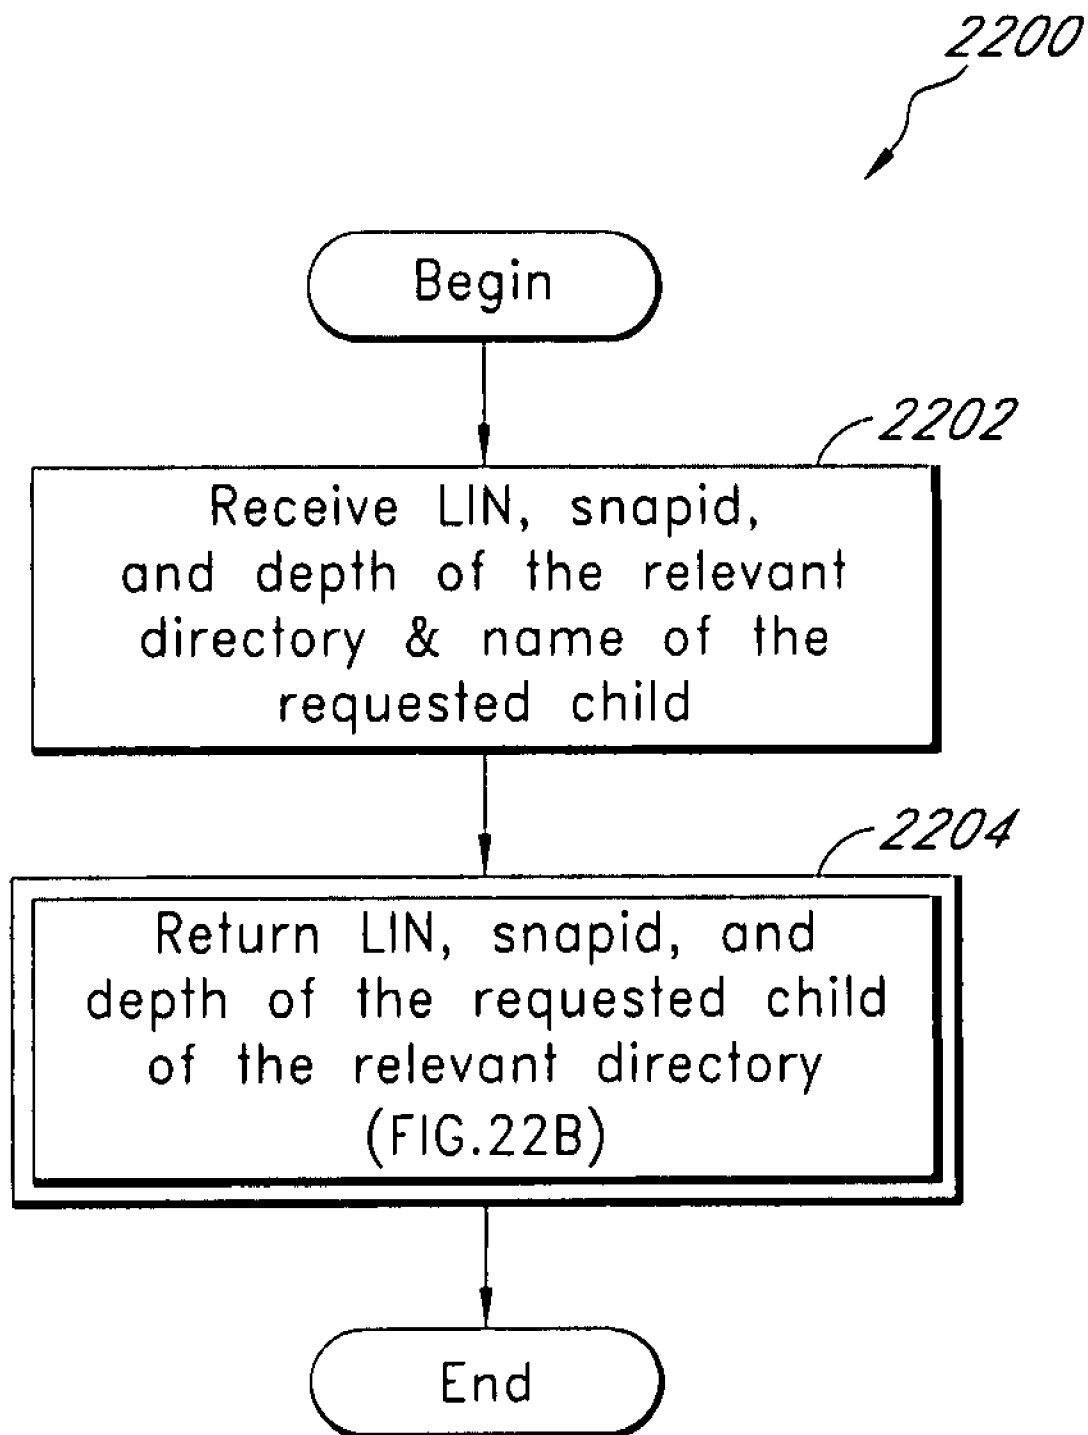 2200
Begin
2202
Receive LIN, snapid,
and depth of the relevant
directory & name of the
requested child
2204
Return LIN, snapid, and
depth of the requested child
of the relevant directory
(FIG.22B)
End